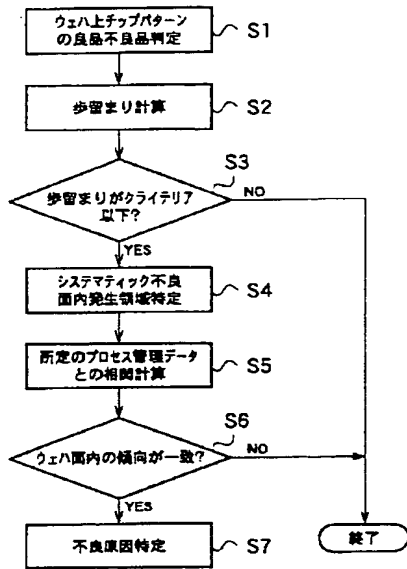 ウェハ上チップパターン
の良品不良品判定
S1
歩留まり計算
S2
S3
歩留まりがクライテリア
以下?
NO
YES
システマティック不良
面内発生領域特定
S4
所定のプロセス管理データ
との相関計算
S5
S6
ウェハ面内の傾向が一致?
NO
YES
不良原因特定
S7
終了